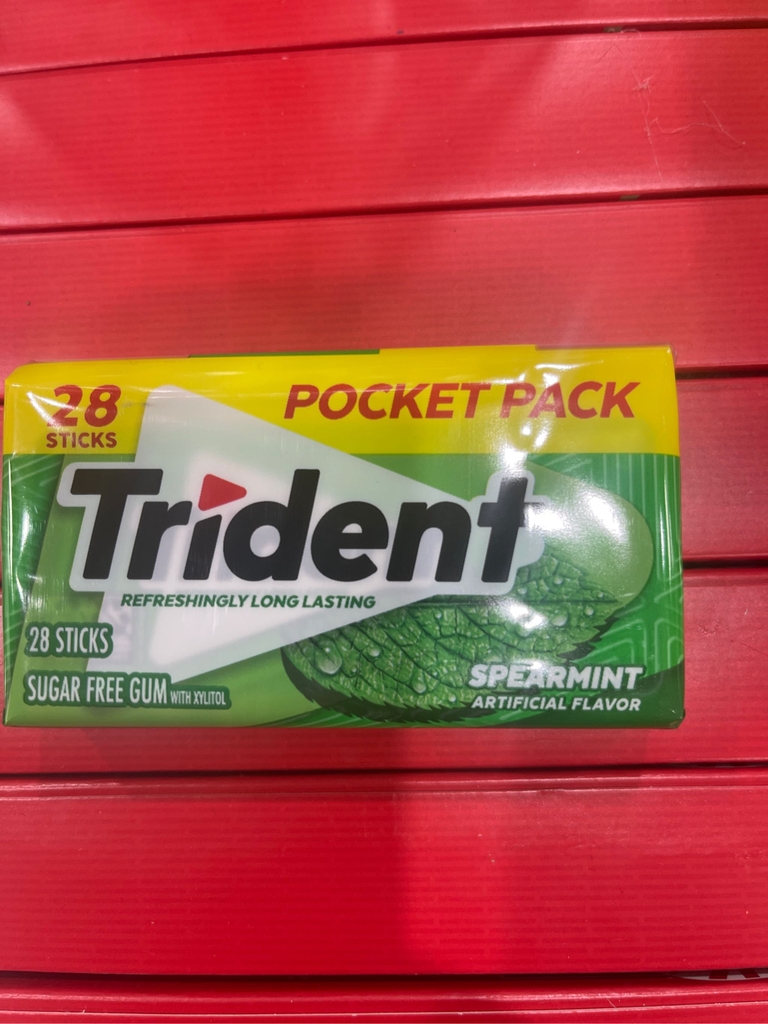 28
STICKS
POCKET PACK
Trident
REFRESHINGLY LONG LASTING
28 STICKS
SUGAR FREE GUM WITH XYLITOL
SPEARMINT
ARTIFICIAL FLAVOR